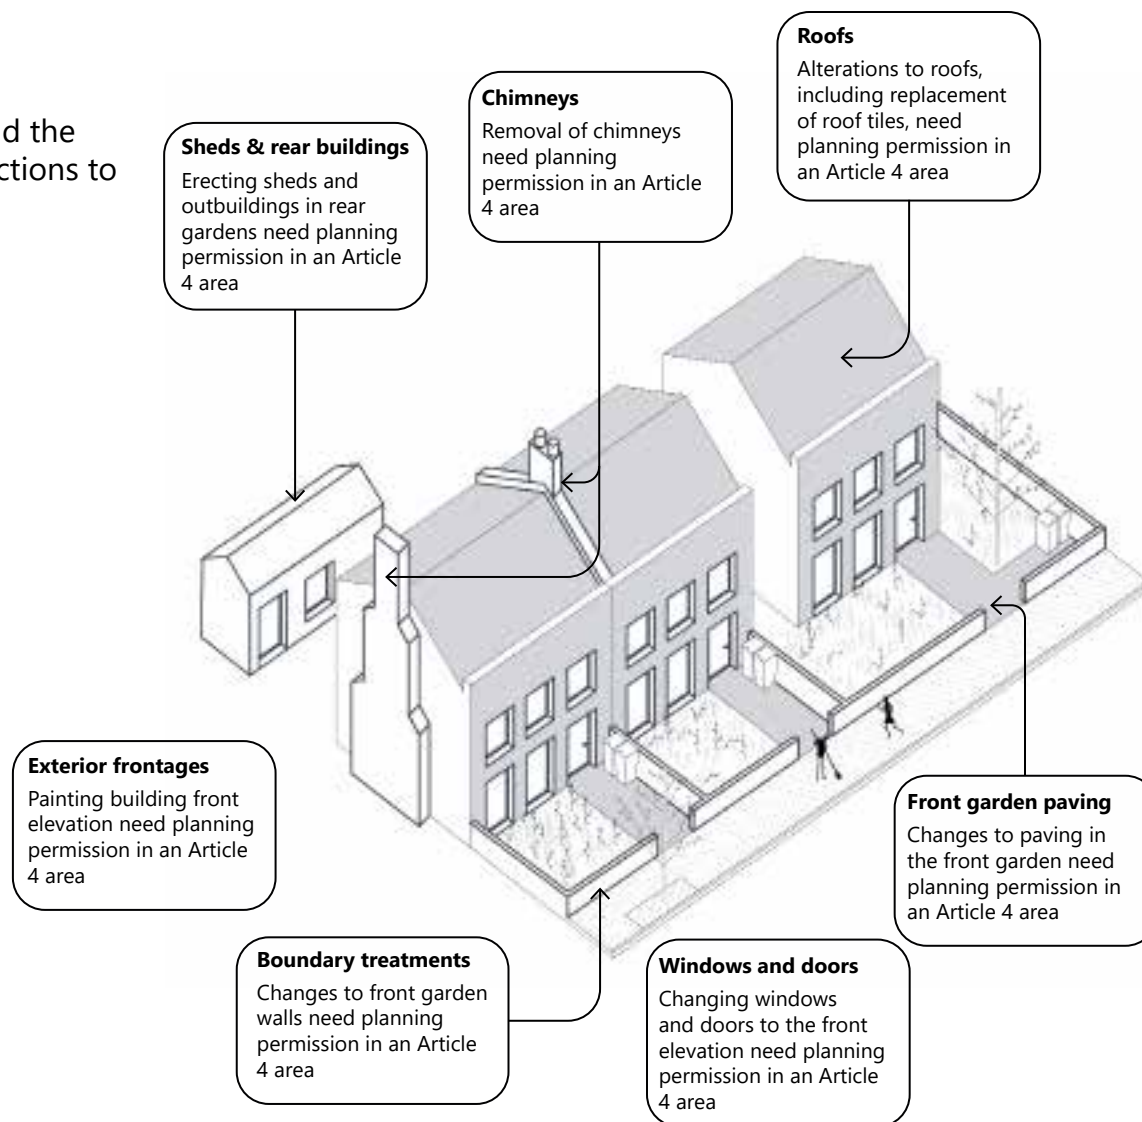 d the
ctions to
Sheds & rear buildings
Erecting sheds and
outbuildings in rear
gardens need planning
permission in an Article
4 area
Chimneys
Removal of chimneys
need planning
permission in an Article
4 area
Roofs
Alterations to roofs,
including replacement
of roof tiles, need
planning permission in
an Article 4 area
Exterior frontages
Painting building front
elevation need planning
permission in an Article
4 area
Front garden paving
Changes to paving in
the front garden need
planning permission in
an Article 4 area
Boundary treatments
Changes to front garden
walls need planning
permission in an Article
4 area
Windows and doors
Changing windows
and doors to the front
elevation need planning
permission in an Article
4 area